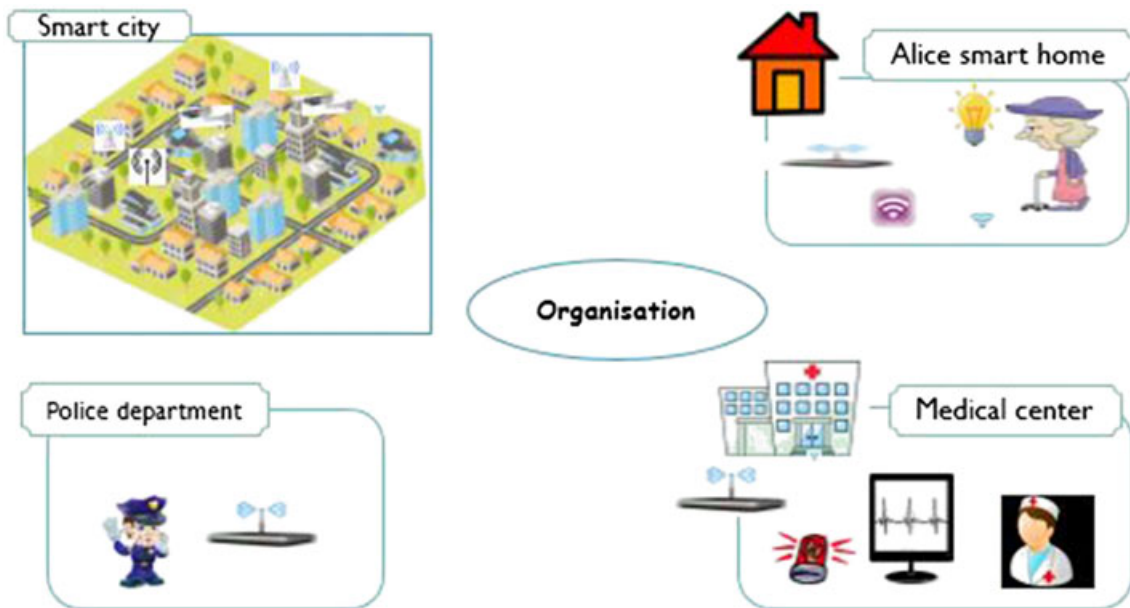 Smart city
Alice smart home
Organisation
Police department
Medical center